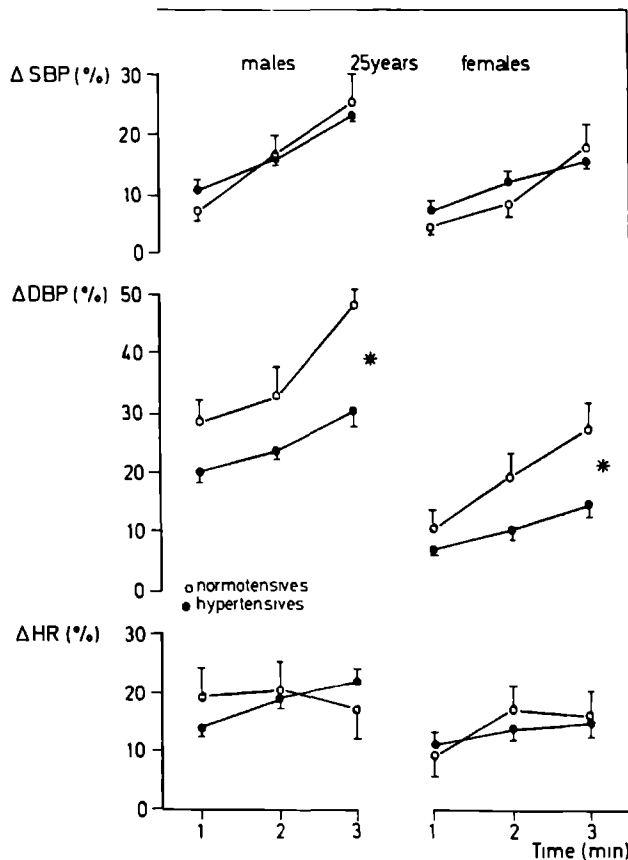 males 25years females
Δ SBP (%)
30
20
10
0
Δ DBP (%)
50
40
30
20
10
0
*
*
o normotensives
● hypertensives
Δ HR (%)
30
20
10
0
1 2 3 1 2 3
Time (min)